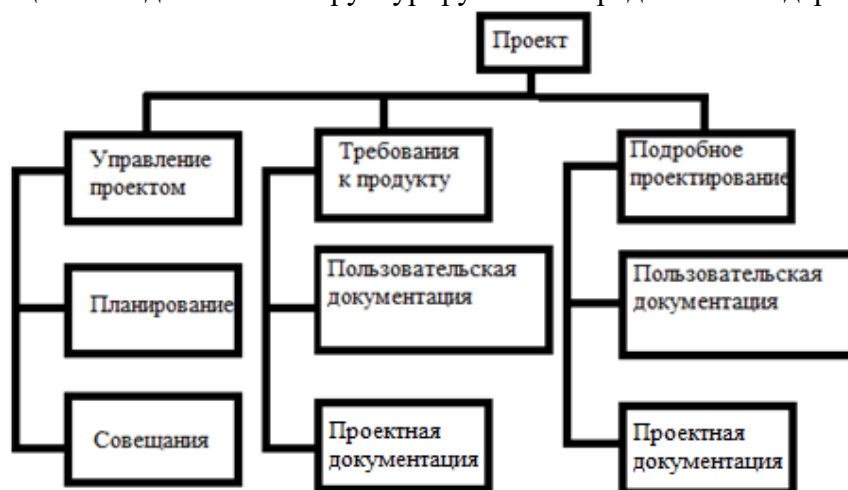 Проект
Управление
проектом
Планирование
Совещания
Требования
к продукту
Пользовательская
документация
Проектная
документация
Подробное
проектирование
Пользовательская
документация
Проектная
документация